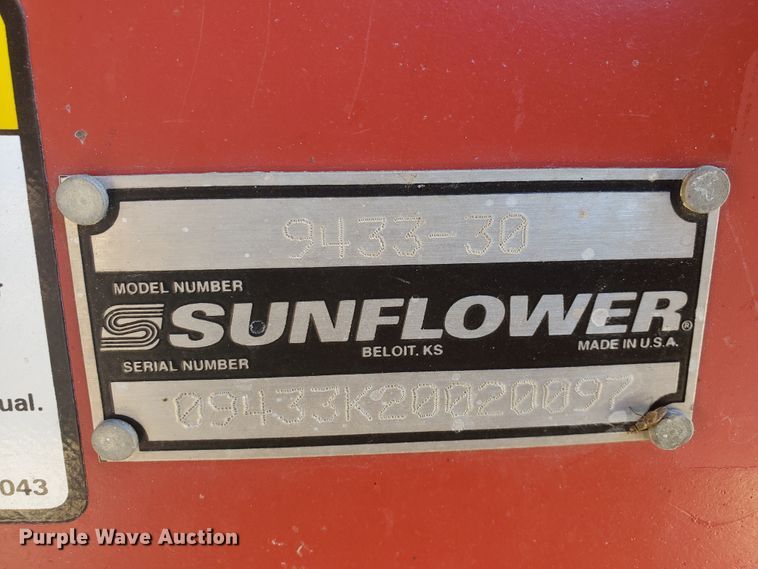 9433-30
MODEL NUMBER
SUNFLOWER®
BELOIT, KS
MADE IN U.S.A.
SERIAL NUMBER
09433K20020097
ual.
043
Purple Wave Auction